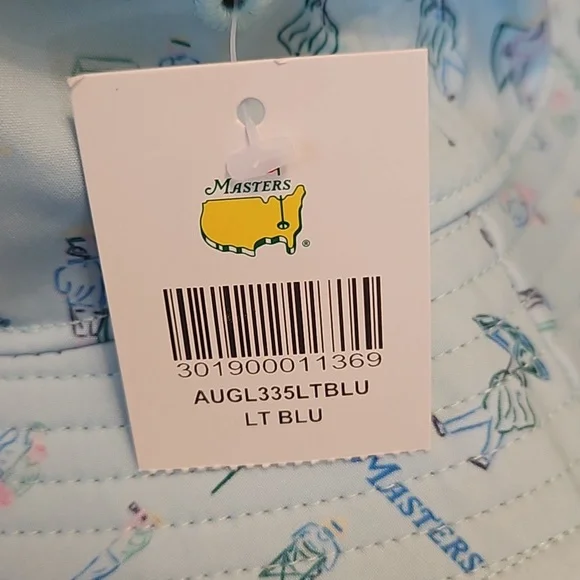 MASTERS
®
301900011369
AUGL335LTBLU
LT BLU
MASTERS